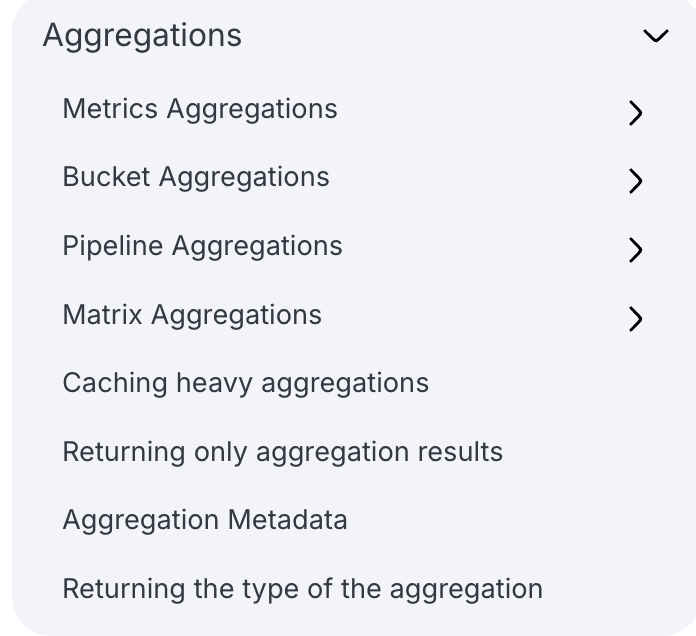 Aggregations
Metrics Aggregations
Bucket Aggregations
Pipeline Aggregations
Matrix Aggregations
Caching heavy aggregations
Returning only aggregation results
Aggregation Metadata
Returning the type of the aggregation